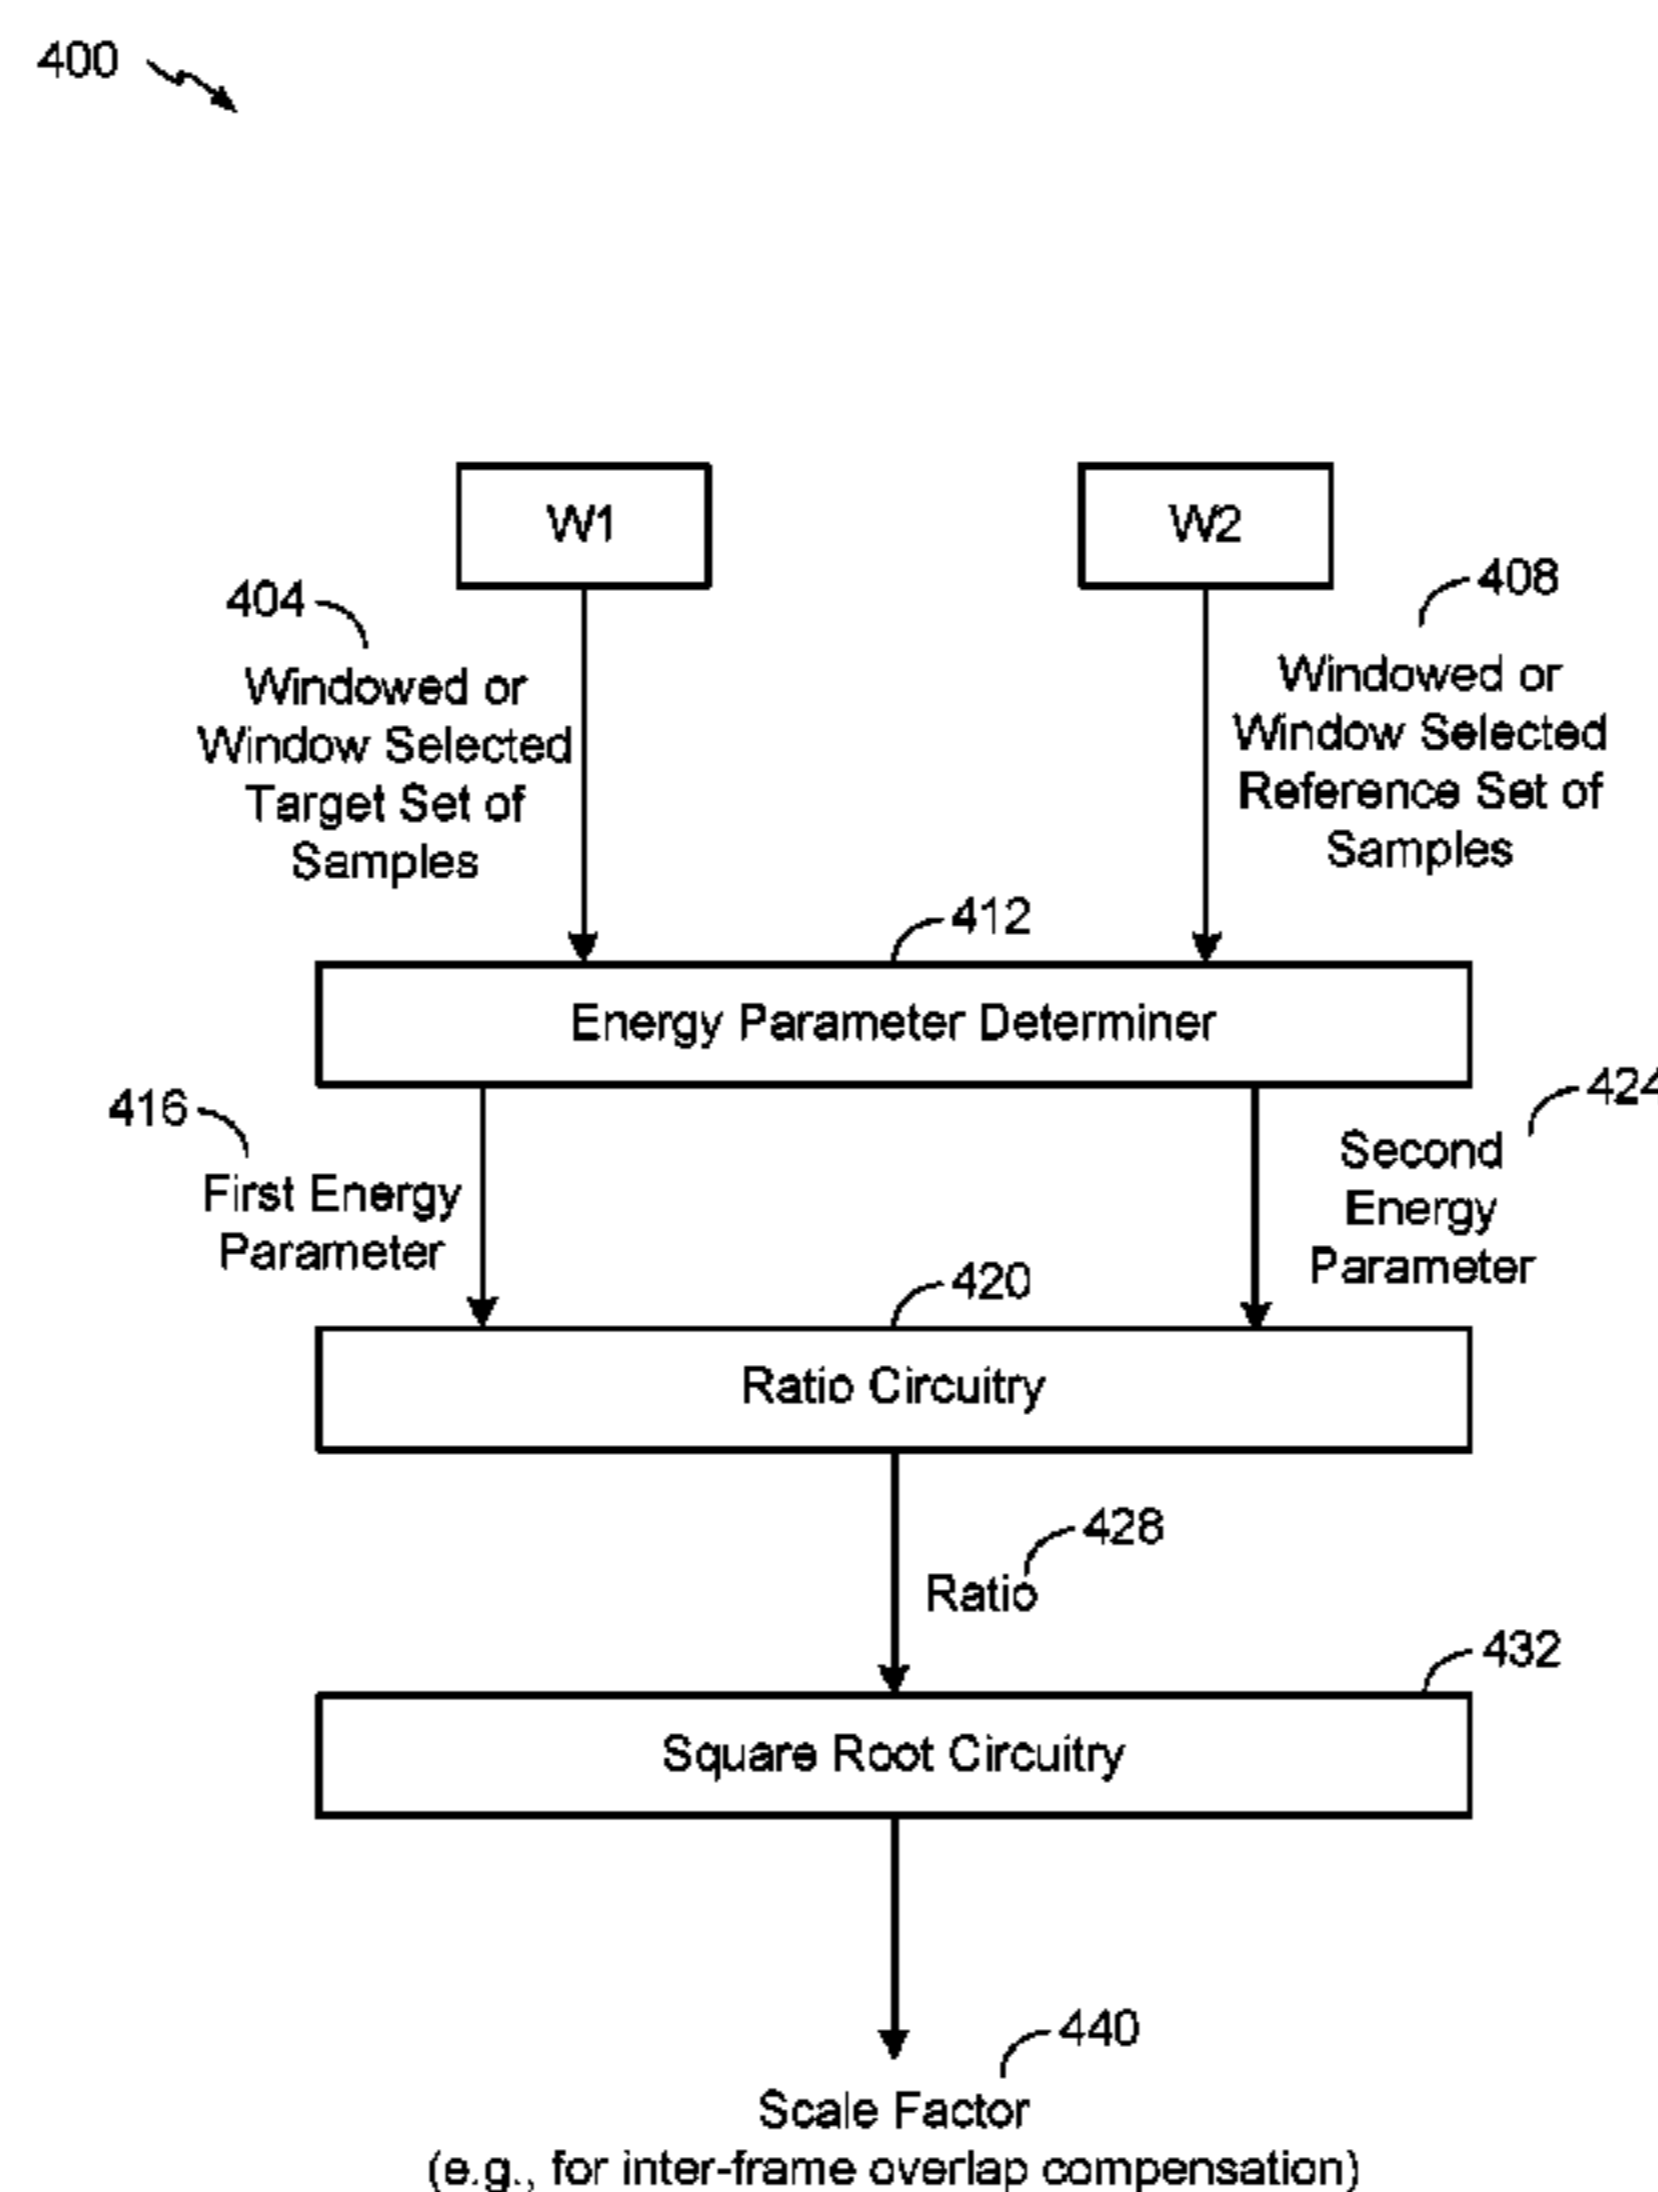 400
W1
W2
404
408
Windowed or
Window Selected
Target Set of
Samples
Windowed or
Window Selected
Reference Set of
Samples
412
Energy Parameter Determiner
416
First Energy
Parameter
424
Second
Energy
Parameter
420
Ratio Circuitry
428
Ratio
432
Square Root Circuitry
440
Scale Factor
(e.g., for inter-frame overlap compensation)